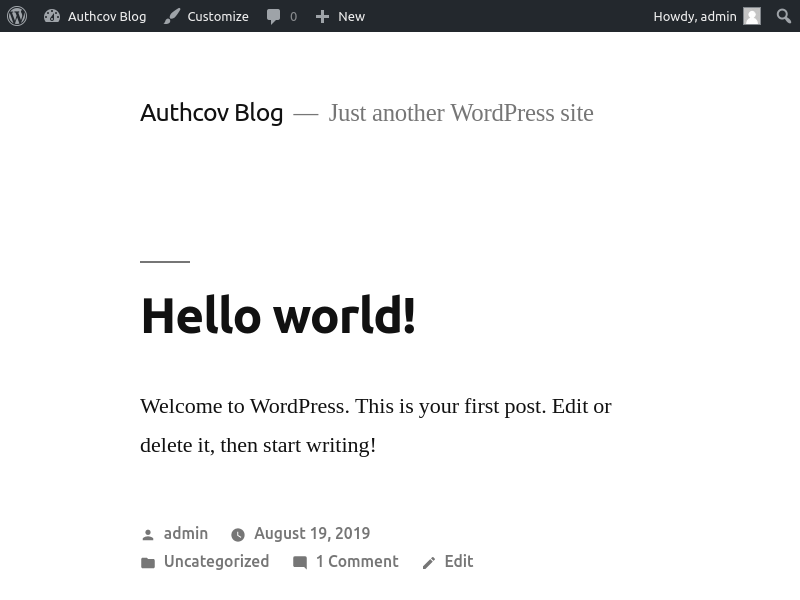 Authcov Blog Customize 0 New Howdy, admin
Authcov Blog — Just another WordPress site
Hello world!
Welcome to WordPress. This is your first post. Edit or
delete it, then start writing!
admin August 19, 2019
Uncategorized 1 Comment Edit